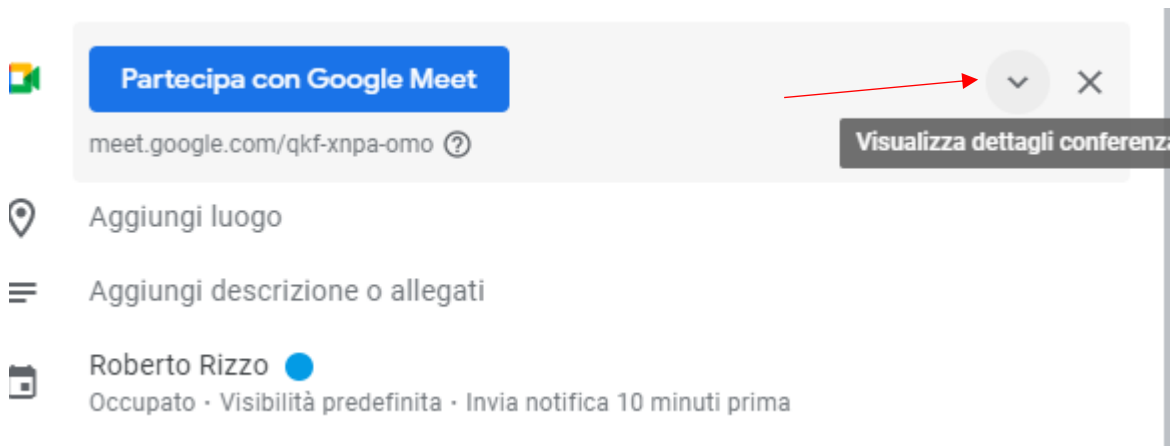 Partecipa con Google Meet
meet.google.com/qkf-xnpa-omo
Visualizza dettagli conferenza
Aggiungi luogo
Aggiungi descrizione o allegati
Roberto Rizzo
Occupato · Visibilità predefinita · Invia notifica 10 minuti prima